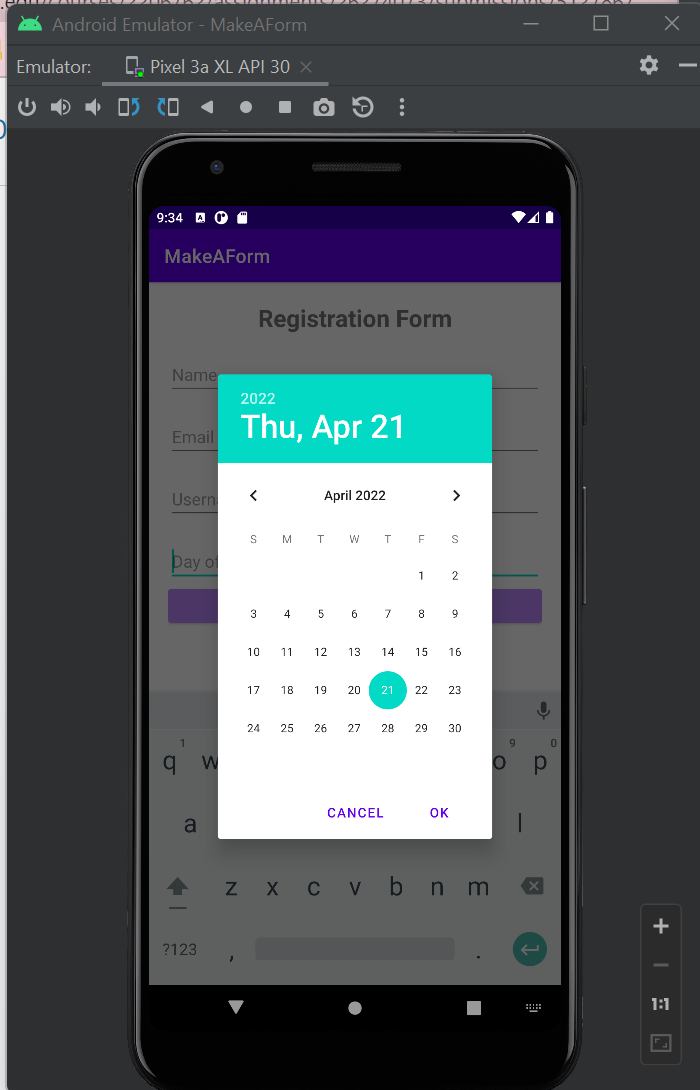 Android Emulator - MakeAForm
Emulator: Pixel 3a XL API 30
9:34
MakeAForm
Registration Form
Name
Email
Day of
2022
Thu, Apr 21
April 2022
S M T W T F S
1 2
3 4 5 6 7 8 9
10 11 12 13 14 15 16
17 18 19 20 21 22 23
24 25 26 27 28 29 30
CANCEL OK
1 9 0
q w o p
a l
z x c v b n m
?123 , .
1:1